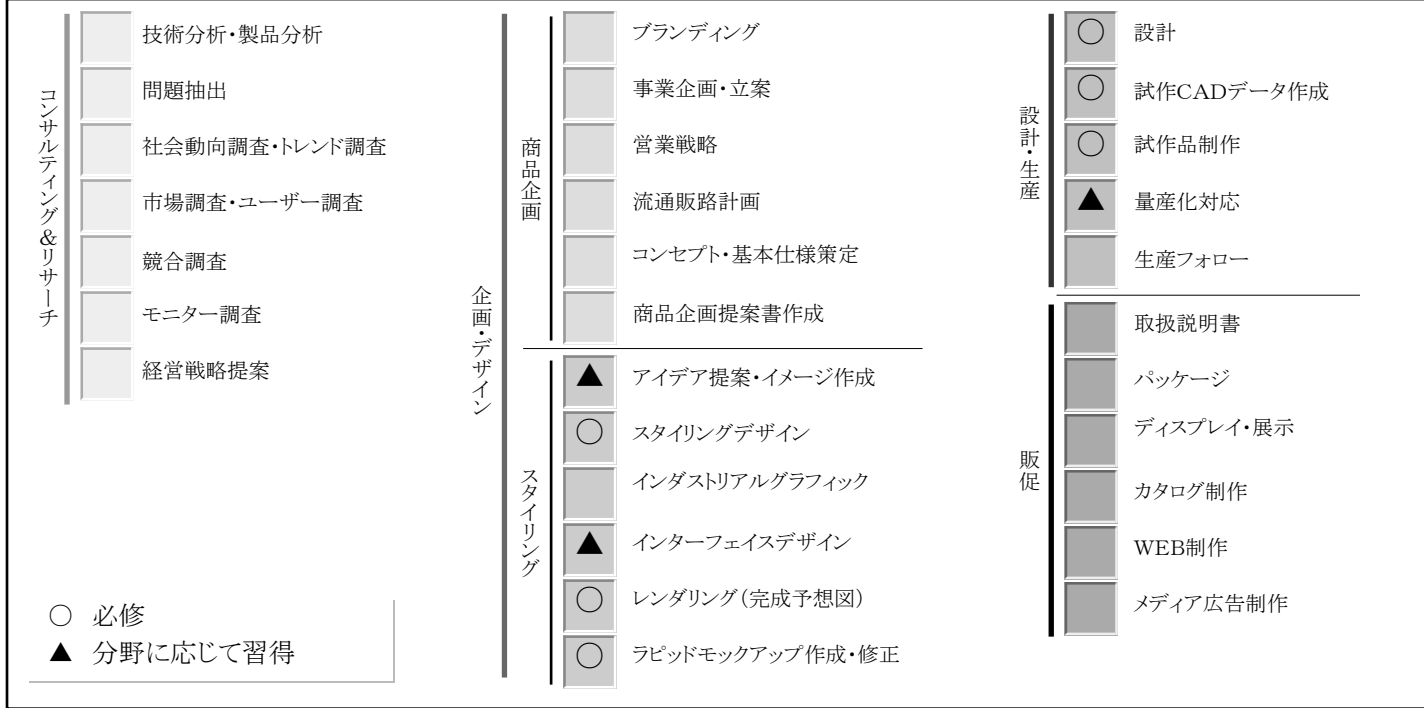 コンサルティング&リサーチ
技術分析・製品分析
問題抽出
社会動向調査・トレンド調査
市場調査・ユーザー調査
競合調査
モニター調査
経営戦略提案
企画・デザイン
商品企画
ブランディング
事業企画・立案
営業戦略
流通販路計画
コンセプト・基本仕様策定
商品企画提案書作成
スタイリング
▲ アイデア提案・イメージ作成
○ スタイリングデザイン
インダストリアルグラフィック
▲ インターフェイスデザイン
○ レンダリング(完成予想図)
○ ラピッドモックアップ作成・修正
設計・生産
○ 設計
○ 試作CADデータ作成
○ 試作品制作
▲ 量産化対応
生産フォロー
販促
取扱説明書
パッケージ
ディスプレイ・展示
カタログ制作
WEB制作
メディア広告制作
○ 必修
▲ 分野に応じて習得